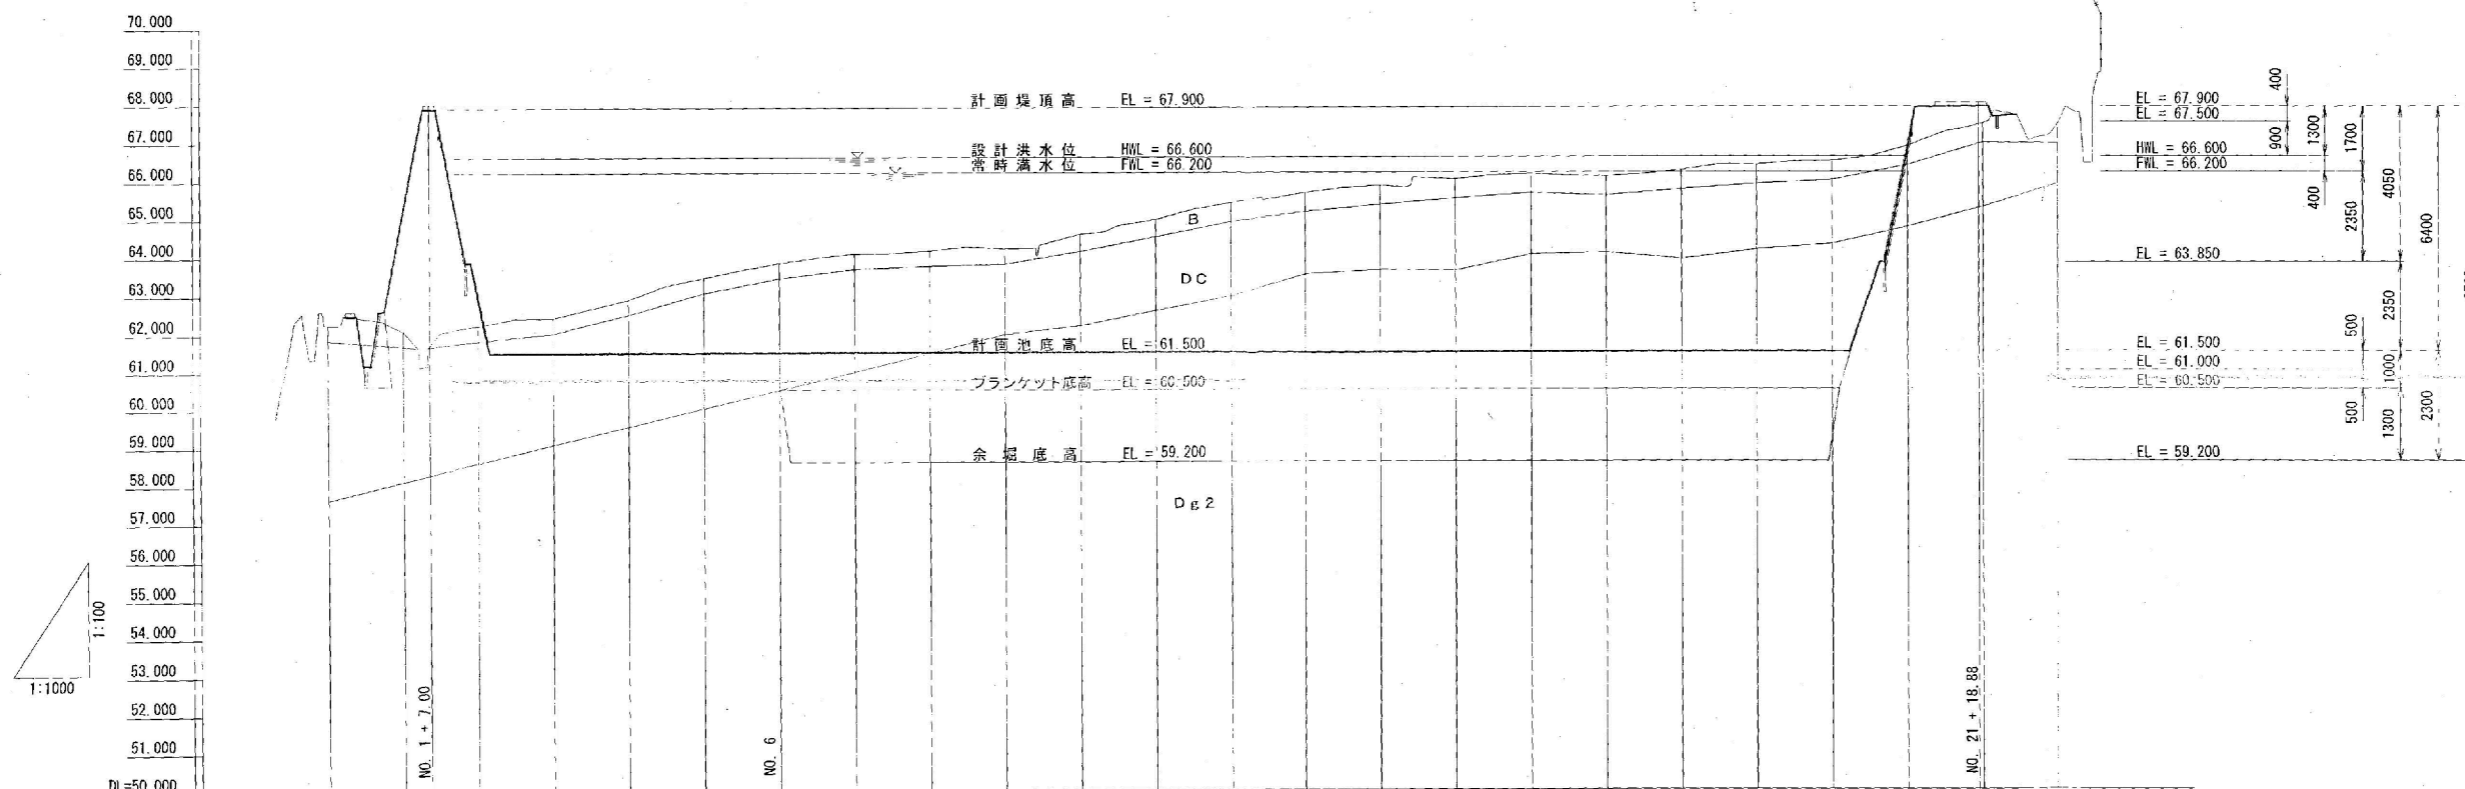 70.000
69.000
68.000
67.000
66.000
65.000
64.000
63.000
62.000
61.000
60.000
59.000
58.000
57.000
56.000
55.000
54.000
53.000
52.000
51.000
DL=50.000
1:100
1:1000
計画堤頂高 EL = 67.900
設計洪水位 HWL = 66.600
常時満水位 FWL = 66.200
B
DC
計画池底高 EL = 61.500
ブランケット底高 EL = 60.500
余堀底高 EL = 59.200
Dg2
NO. 1 + 7.00
NO. 6
NO. 21 + 18.88
EL = 67.900
EL = 67.500
HWL = 66.600
FWL = 66.200
EL = 63.850
EL = 61.500
EL = 61.000
EL = 60.500
EL = 59.200
400
900
1300
400
1700
2350
500
500
4050
2350
1000
1300
6400
2300